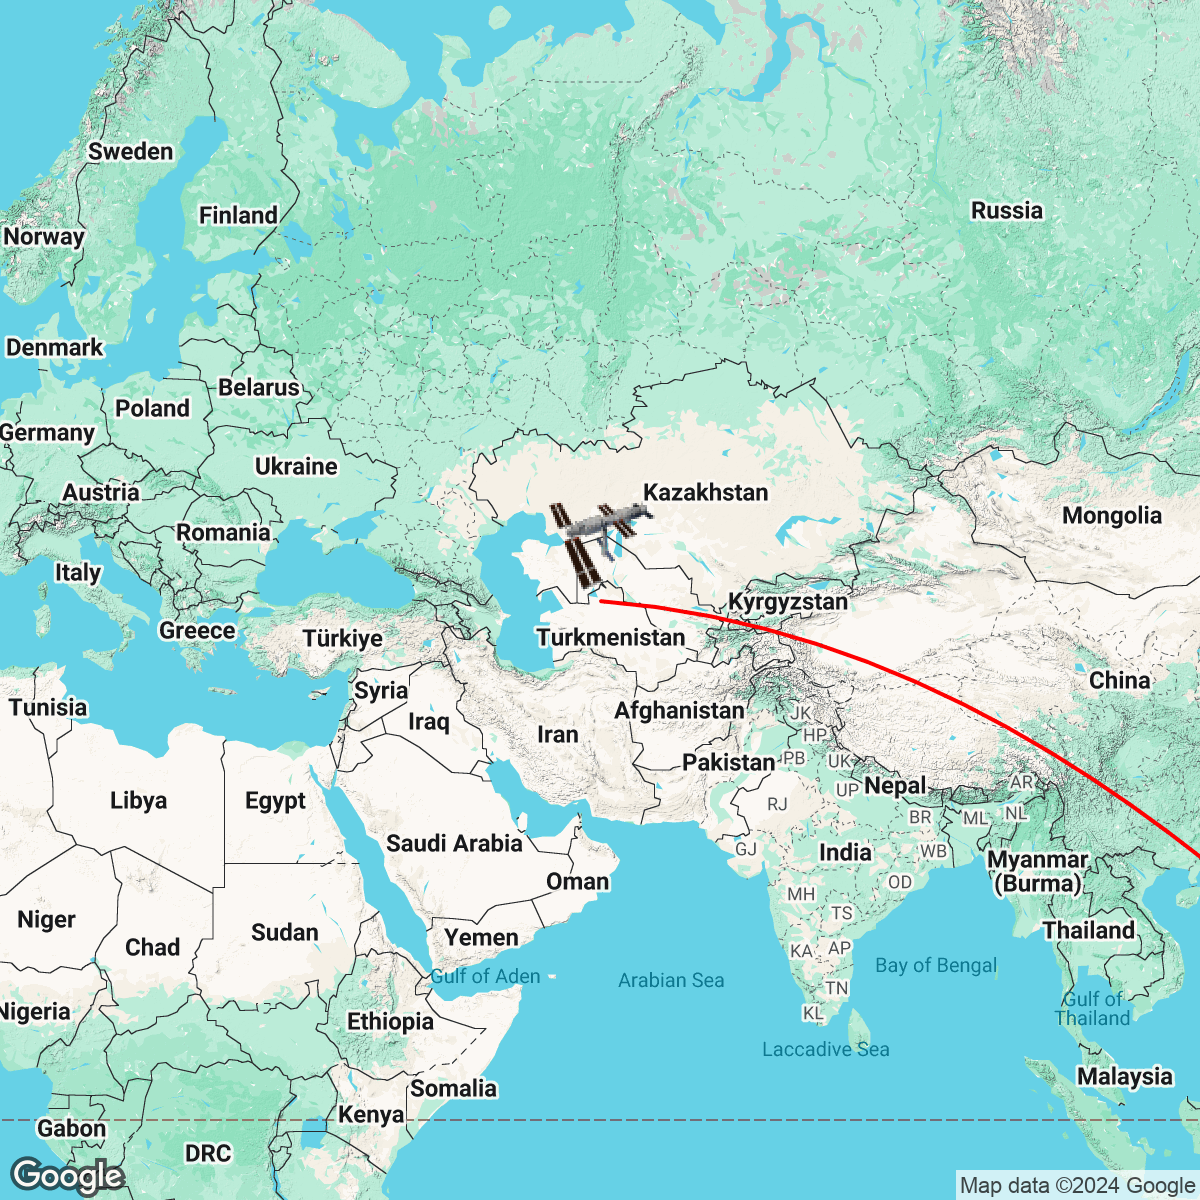 Sweden
Finland
Russia
Norway
Denmark
Belarus
Poland
Germany
Ukraine
Kazakhstan
Austria
Mongolia
Romania
Italy
Kyrgyzstan
Greece
Türkiye
Turkmenistan
China
Syria
Tunisia
Iraq
Afghanistan
JK
Iran
HP
Pakistan
PB
UK
Nepal
AR
UP
Libya
Egypt
RJ
BR
ML
NL
Saudi Arabia
GJ
India
WB
Myanmar
(Burma)
Oman
OD
MH
Niger
TS
Sudan
Thailand
Chad
Yemen
KA
AP
Bay of Bengal
Gulf of Aden
Arabian Sea
TN
Gulf of
Thailand
Nigeria
KL
Ethiopia
Laccadive Sea
Malaysia
Somalia
Kenya
Gabon
DRC
Google
Map data ©2024 Google